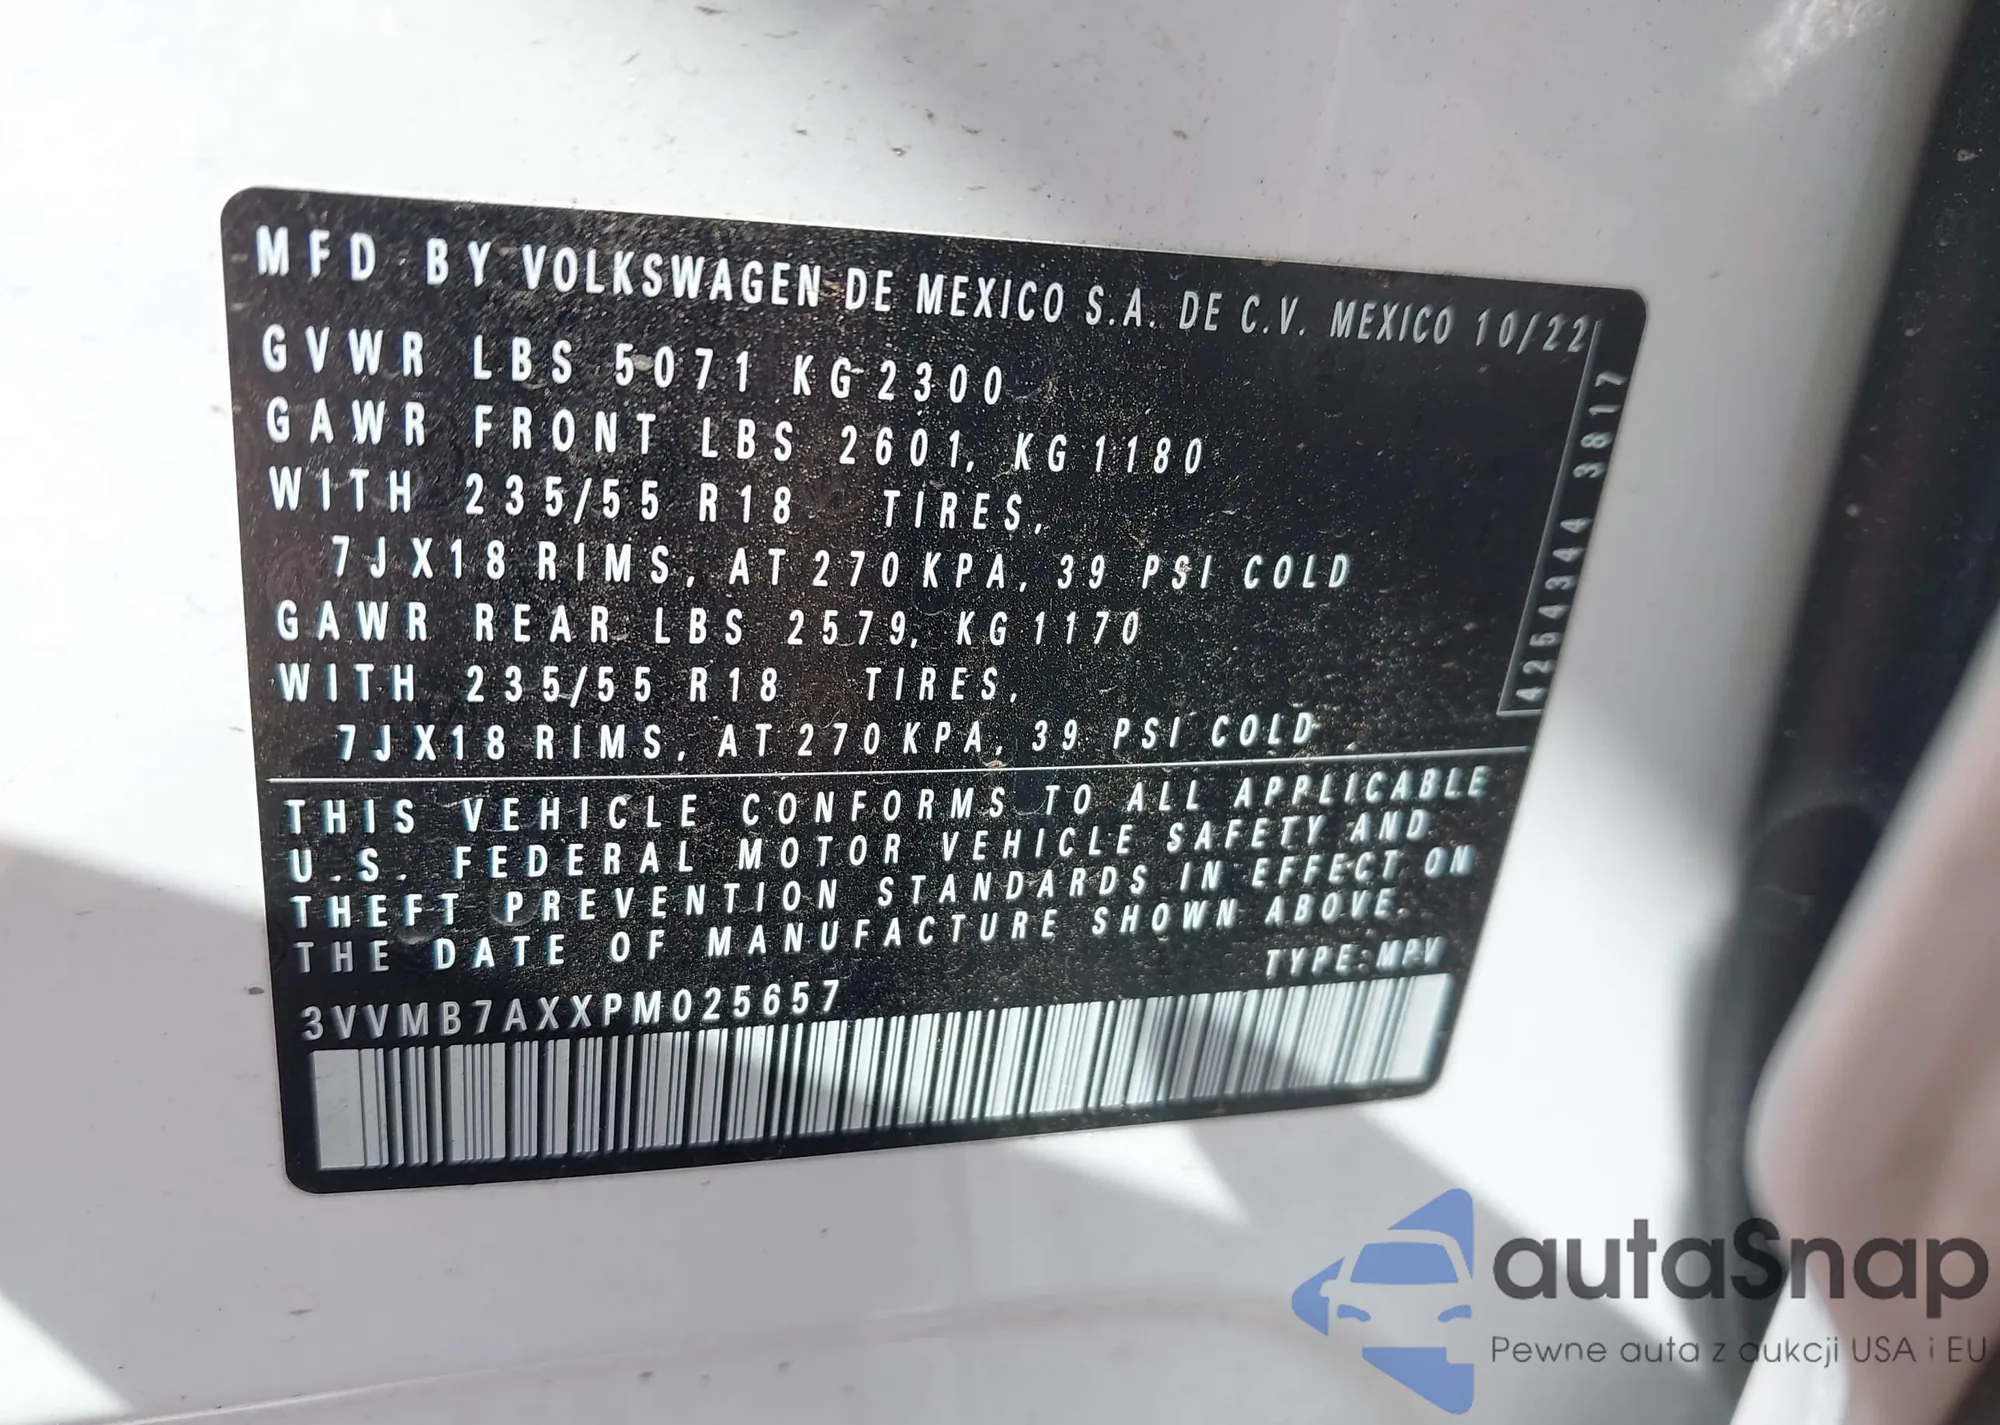 MFD BY VOLKSWAGEN DE MEXICO S.A. DE C.V. MEXICO 10/22
GVWR LBS 5071 KG 2300
GAWR FRONT LBS 2601, KG 1180
WITH 235/55 R18 TIRES,
7JX18 RIMS, AT 270 KPA, 39 PSI COLD
GAWR REAR LBS 2579, KG 1170
WITH 235/55 R18 TIRES,
7JX18 RIMS, AT 270 KPA, 39 PSI COLD
4254344 3817
THIS VEHICLE CONFORMS TO ALL APPLICABLE
U.S. FEDERAL MOTOR VEHICLE SAFETY AND
THEFT PREVENTION STANDARDS IN EFFECT ON
THE DATE OF MANUFACTURE SHOWN ABOVE.
TYPE:MPV
3VVMB7AXXPM025657
autaSnap
Pewne auta z aukcji USA i EU